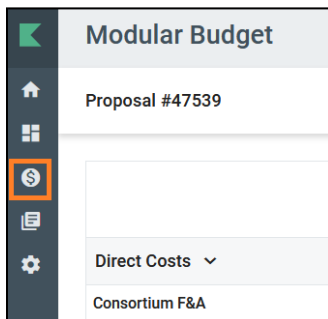 Modular Budget
Proposal #47539
Direct Costs
Consortium F&A